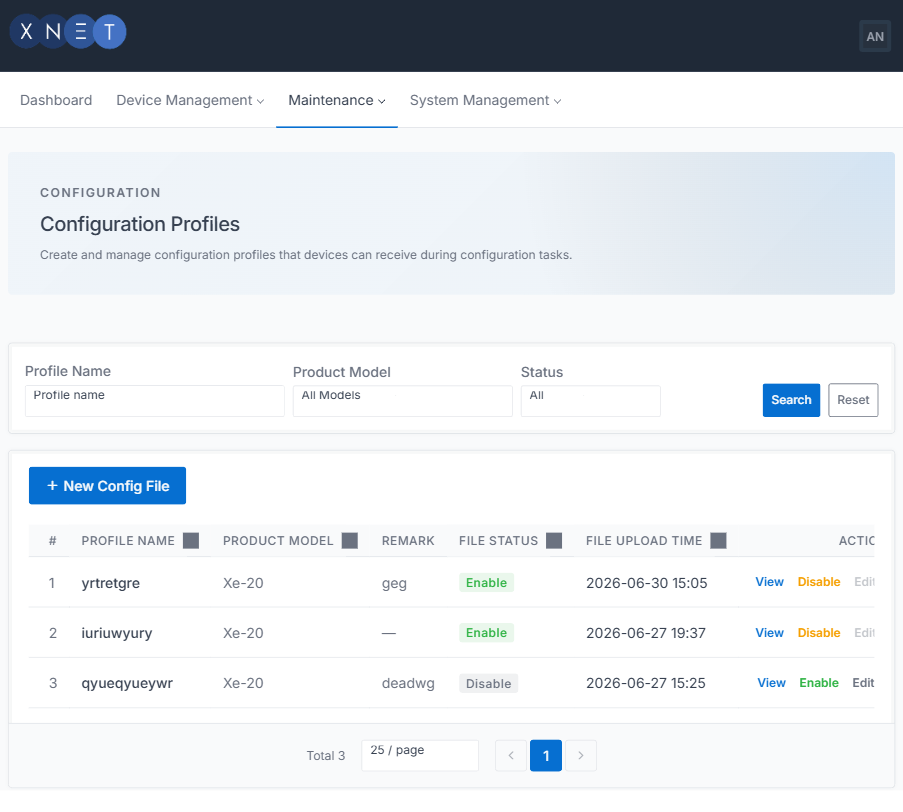 X N E T
AN
Dashboard Device Management Maintenance System Management
CONFIGURATION
Configuration Profiles
Create and manage configuration profiles that devices can receive during configuration tasks.
Profile Name Product Model Status
Profile name All Models All Search Reset
+ New Config File
# PROFILE NAME PRODUCT MODEL REMARK FILE STATUS FILE UPLOAD TIME ACTIO
1 yrtretgre Xe-20 geg Enable 2026-06-30 15:05 View Disable Edit
2 iuriuwyury Xe-20 — Enable 2026-06-27 19:37 View Disable Edit
3 qyueqyueywr Xe-20 deadwg Disable 2026-06-27 15:25 View Enable Edit
Total 3 25 / page < 1 >